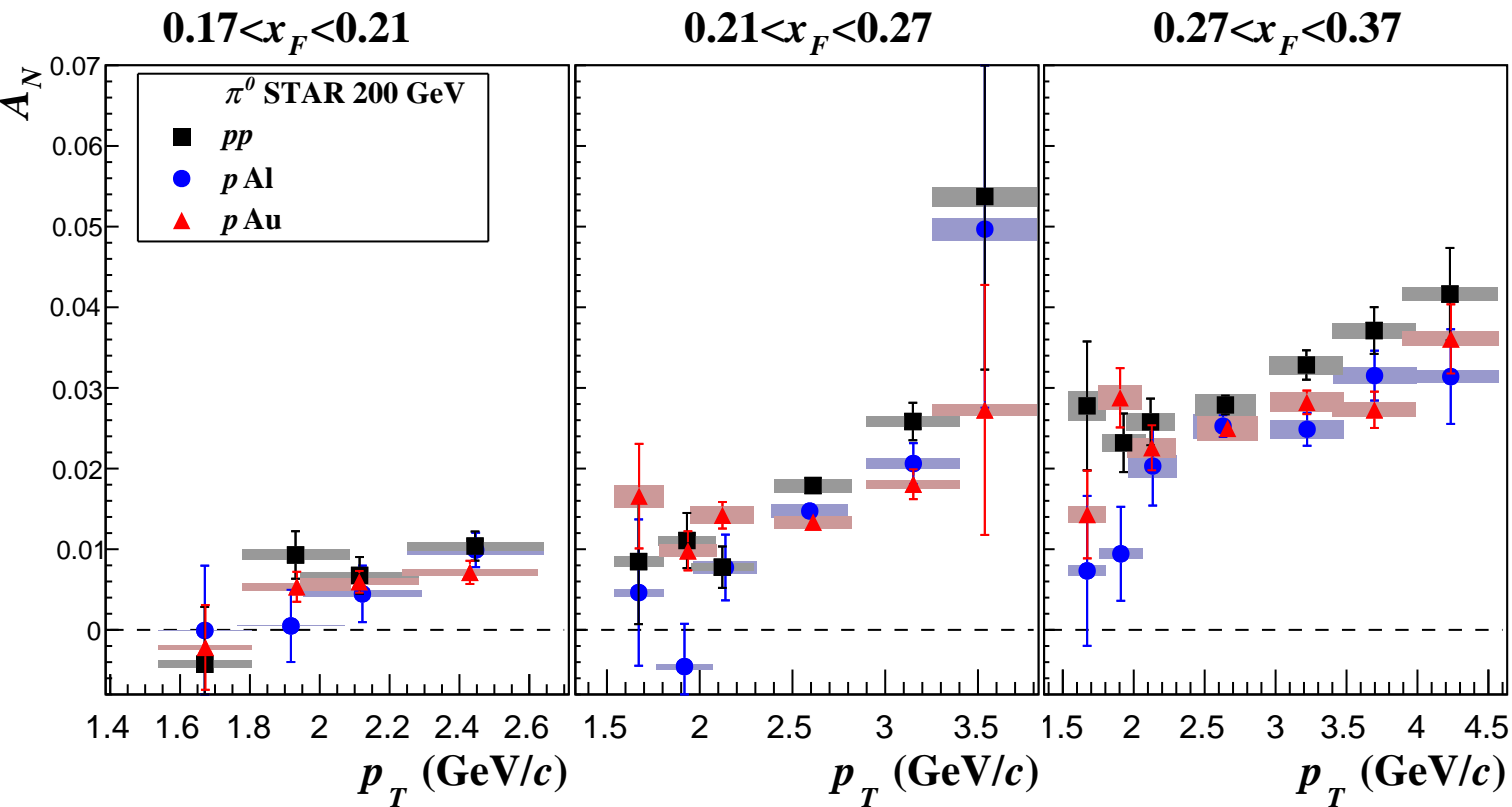 0.17<x_F<0.21
0.21<x_F<0.27
0.27<x_F<0.37
A_N
0.07
0.06
0.05
0.04
0.03
0.02
0.01
0
π⁰ STAR 200 GeV
pp
p Al
p Au
1.4 1.6 1.8 2 2.2 2.4 2.6
1.5 2 2.5 3 3.5
1.5 2 2.5 3 3.5 4 4.5
p_T (GeV/c)
p_T (GeV/c)
p_T (GeV/c)